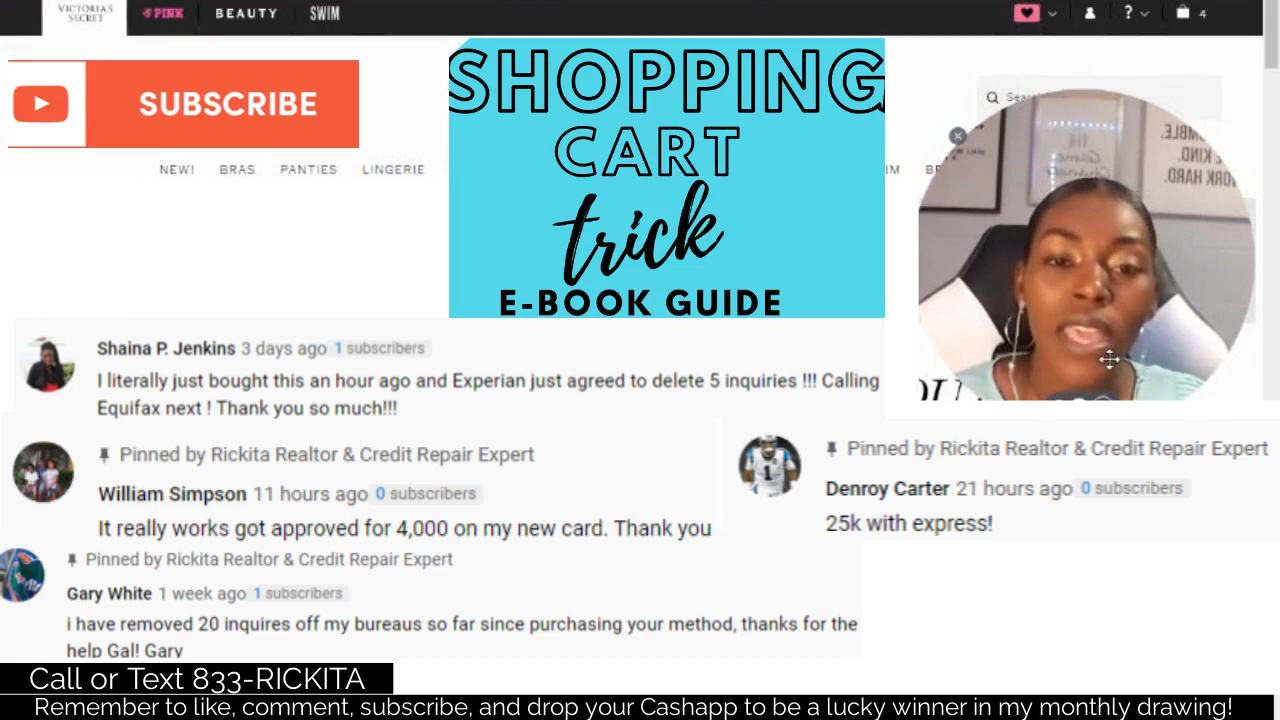 VICTORIA'S
SECRET
PINK
BEAUTY
SWIM
?
4
SUBSCRIBE
SHOPPING
CART
trick
E-BOOK GUIDE
NEW!
BRAS
PANTIES
LINGERIE
WORK HARD.
KIND.
Shaina P. Jenkins 3 days ago 1 subscribers
I literally just bought this an hour ago and Experian just agreed to delete 5 inquiries !!! Calling
Equifax next ! Thank you so much!!!
Pinned by Rickita Realtor & Credit Repair Expert
William Simpson 11 hours ago 0 subscribers
It really works got approved for 4,000 on my new card. Thank you
Pinned by Rickita Realtor & Credit Repair Expert
Denroy Carter 21 hours ago 0 subscribers
25k with express!
Pinned by Rickita Realtor & Credit Repair Expert
Gary White 1 week ago 1 subscribers
i have removed 20 inquires off my bureaus so far since purchasing your method, thanks for the
help Gal! Gary
Call or Text 833-RICKITA
Remember to like, comment, subscribe, and drop your Cashapp to be a lucky winner in my monthly drawing!